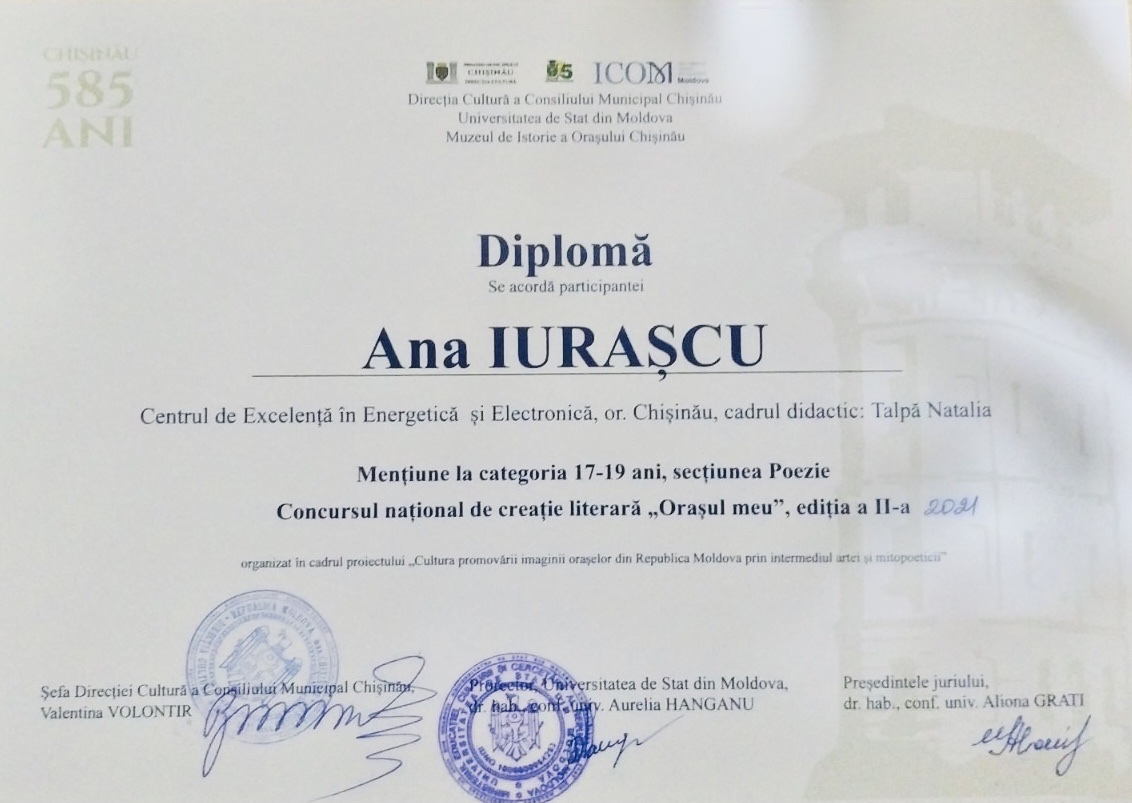 CHIȘINĂU
585
ANI
CHIȘINĂU
ICOM
Moldova
Direcția Cultură a Consiliului Municipal Chișinău
Universitatea de Stat din Moldova
Muzeul de Istorie a Orașului Chișinău
Diplomă
Se acordă participantei
Ana IURAȘCU
Centrul de Excelență în Energetică și Electronică, or. Chișinău, cadrul didactic: Talpă Natalia
Mențiune la categoria 17-19 ani, secțiunea Poezie
Concursul național de creație literară „Orașul meu”, ediția a II-a 2021
organizat în cadrul proiectului „Cultura promovării imaginii orașelor din Republica Moldova prin intermediul artei și mitopoeticii”
Șefa Direcției Cultură a Consiliului Municipal Chișinău,
Valentina VOLONTIR
Prorector, Universitatea de Stat din Moldova,
dr. hab., conf. univ. Aurelia HANGANU
Președintele juriului,
dr. hab., conf. univ. Aliona GRATI